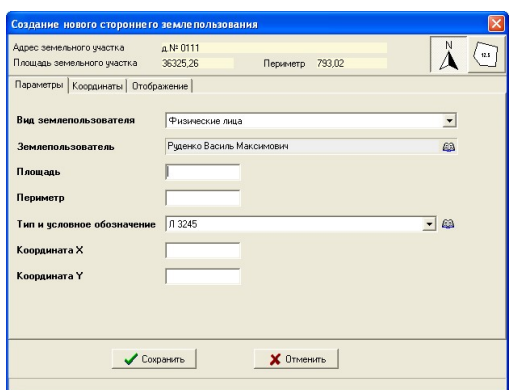 Создание нового стороннего землепользования
Адрес земельного участка д.№ 0111
Площадь земельного участка 36325,26 Периметр 793,02
N
12.5
Параметры Координаты Отображение
Вид землепользователя Физические лица
Землепользователь Руденко Василь Максимович
Площадь
Периметр
Тип и условное обозначение Л 3245
Координата X
Координата Y
Сохранить Отменить